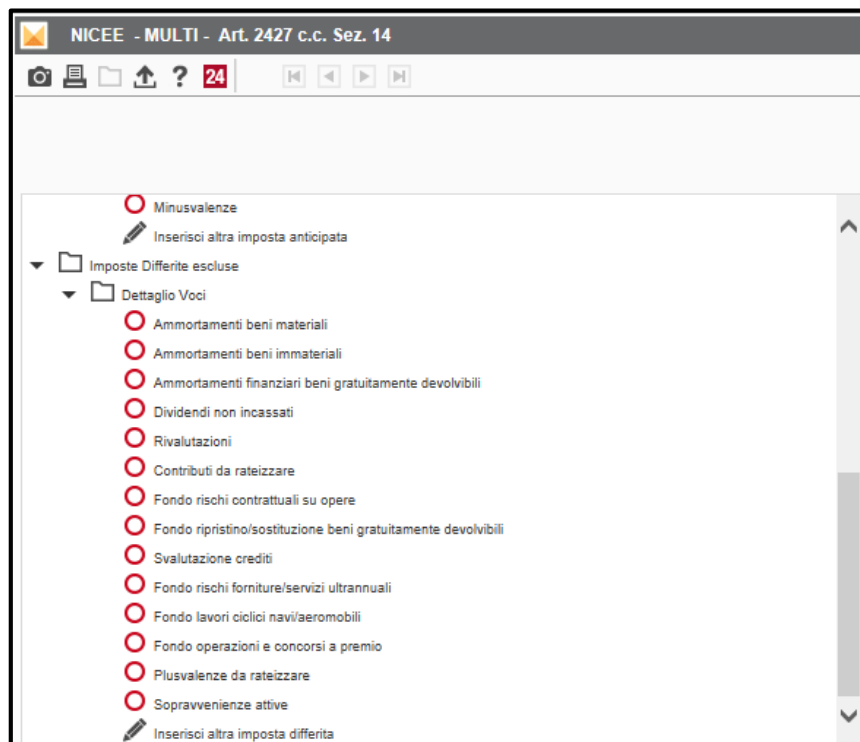 NICEE - MULTI - Art. 2427 c.c. Sez. 14
? 24
Minusvalenze
Inserisci altra imposta anticipata
Imposte Differite escluse
Dettaglio Voci
Ammortamenti beni materiali
Ammortamenti beni immateriali
Ammortamenti finanziari beni gratuitamente devolvibili
Dividendi non incassati
Rivalutazioni
Contributi da rateizzare
Fondo rischi contrattuali su opere
Fondo ripristino/sostituzione beni gratuitamente devolvibili
Svalutazione crediti
Fondo rischi forniture/servizi ultrannuali
Fondo lavori ciclici navi/aeromobili
Fondo operazioni e concorsi a premio
Plusvalenze da rateizzare
Sopravvenienze attive
Inserisci altra imposta differita